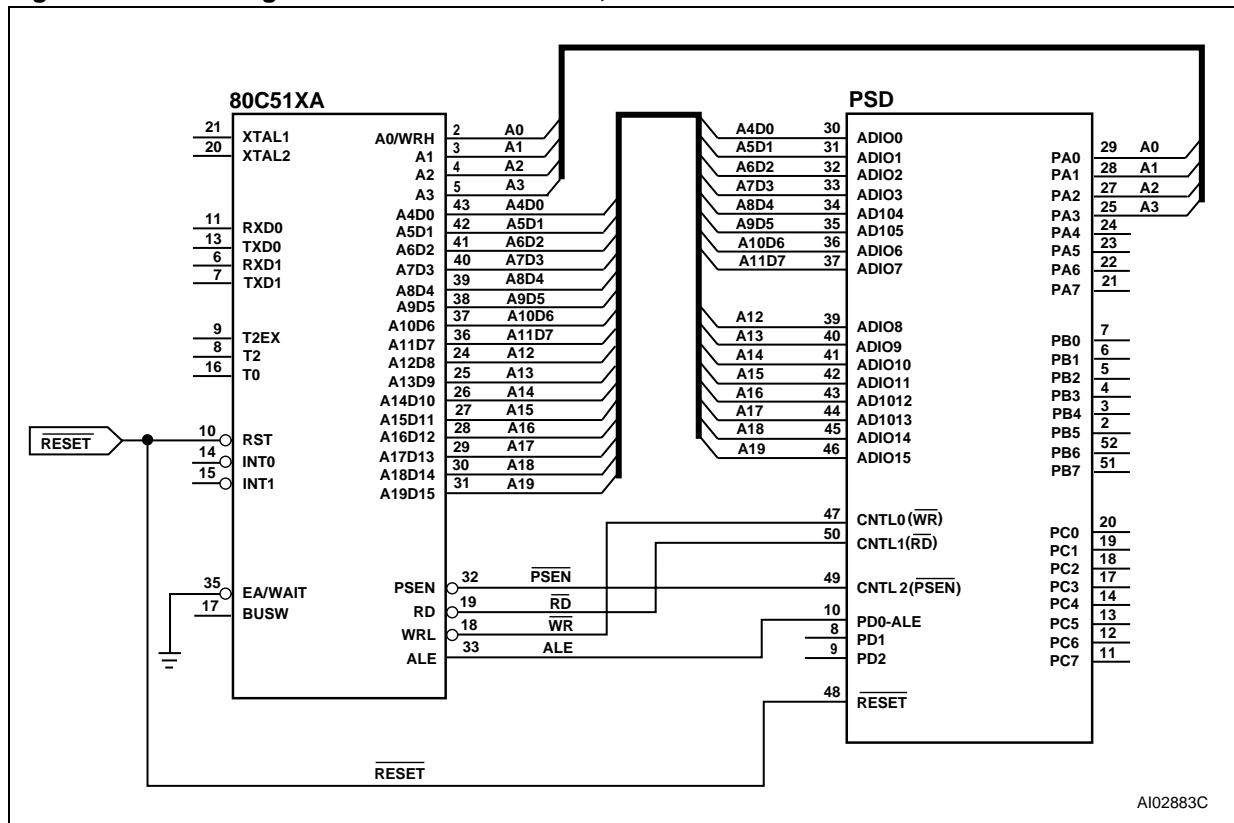 80C51XA
21
XTAL1
20
XTAL2
11
RXD0
13
TXD0
6
RXD1
7
TXD1
9
T2EX
8
T2
16
T0
RESET
10
RST
14
INT0
15
INT1
35
EA/WAIT
17
BUSW
A0/WRH
2
A0
A1
3
A1
A2
4
A2
A3
5
A3
A4D0
43
A4D0
A5D1
42
A5D1
A6D2
41
A6D2
A7D3
40
A7D3
A8D4
39
A8D4
A9D5
38
A9D5
A10D6
37
A10D6
A11D7
36
A11D7
A12D8
24
A12
A13D9
25
A13
A14D10
26
A14
A15D11
27
A15
A16D12
28
A16
A17D13
29
A17
A18D14
30
A18
A19D15
31
A19
PSEN
32
PSEN
RD
19
RD
WRL
18
WR
ALE
33
ALE
RESET
PSD
A4D0
30
ADIO0
A5D1
31
ADIO1
A6D2
32
ADIO2
A7D3
33
ADIO3
A8D4
34
AD104
A9D5
35
AD105
A10D6
36
ADIO6
A11D7
37
ADIO7
A12
39
ADIO8
A13
40
ADIO9
A14
41
ADIO10
A15
42
ADIO11
A16
43
AD1012
A17
44
AD1013
A18
45
ADIO14
A19
46
ADIO15
47
CNTL0(WR)
50
CNTL1(RD)
49
CNTL2(PSEN)
10
PD0-ALE
8
PD1
9
PD2
48
RESET
PA0
29
A0
PA1
28
A1
PA2
27
A2
PA3
25
A3
PA4
24
PA5
23
PA6
22
PA7
21
PB0
7
PB1
6
PB2
5
PB3
4
PB4
3
PB5
2
PB6
52
PB7
51
PC0
20
PC1
19
PC2
18
PC3
17
PC4
14
PC5
13
PC6
12
PC7
11
AI02883C